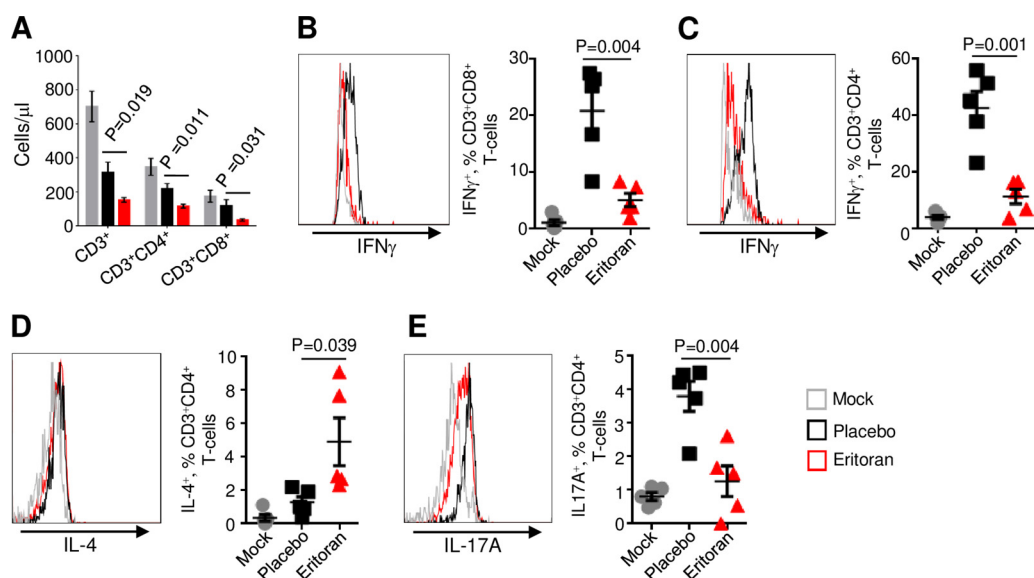 A
Cells/µl
1000
800
600
400
200
0
P=0.019
P=0.011
P =0.031
CD3⁺
CD3⁺CD4⁺
CD3⁺CD8⁺
B
IFNγ
IFNγ⁺, % CD3⁺CD8⁺
T-cells
30
20
10
0
P=0.004
Mock
Placebo
Eritoran
C
IFNγ
IFNγ⁺, % CD3⁺CD4⁺
T-cells
60
40
20
0
P=0.001
Mock
Placebo
Eritoran
D
IL-4
IL-4⁺, % CD3⁺CD4⁺
T-cells
10
8
6
4
2
0
P=0.039
Mock
Placebo
Eritoran
E
IL-17A
IL17A⁺, % CD3⁺CD4⁺
T-cells
5
4
3
2
1
0
P=0.004
Mock
Placebo
Eritoran
Mock
Placebo
Eritoran